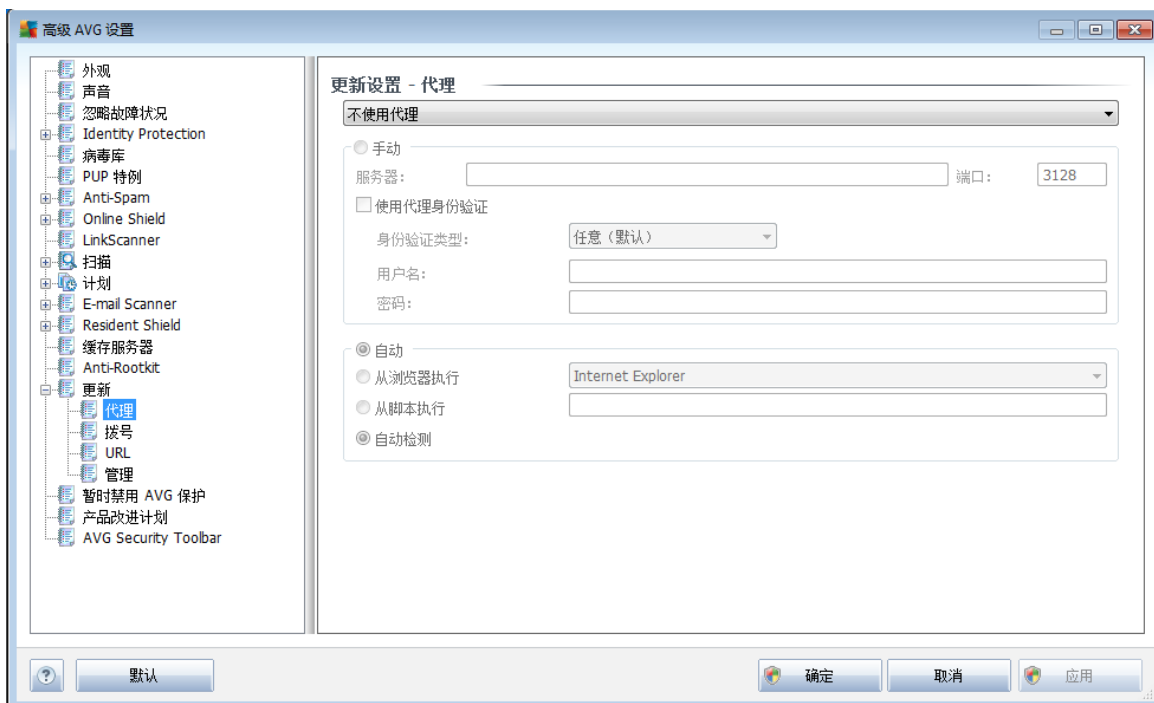 高级 AVG 设置
外观
声音
忽略故障状况
Identity Protection
病毒库
PUP 特例
Anti-Spam
Online Shield
LinkScanner
扫描
计划
E-mail Scanner
Resident Shield
缓存服务器
Anti-Rootkit
更新
代理
拨号
URL
管理
暂时禁用 AVG 保护
产品改进计划
AVG Security Toolbar
更新设置 - 代理
不使用代理
手动
服务器: 端口: 3128
使用代理身份验证
身份验证类型: 任意（默认）
用户名:
密码:
自动
从浏览器执行 Internet Explorer
从脚本执行
自动检测
? 默认 确定 取消 应用